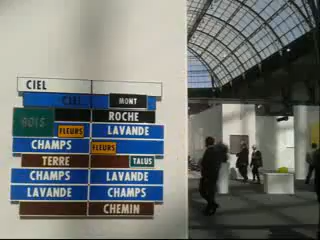 CIEL
CIEL MONT
ROCHE
BOIS FLEURS LAVANDE
CHAMPS FLEURS
TERRE TALUS
CHAMPS LAVANDE
LAVANDE CHAMPS
CHEMIN